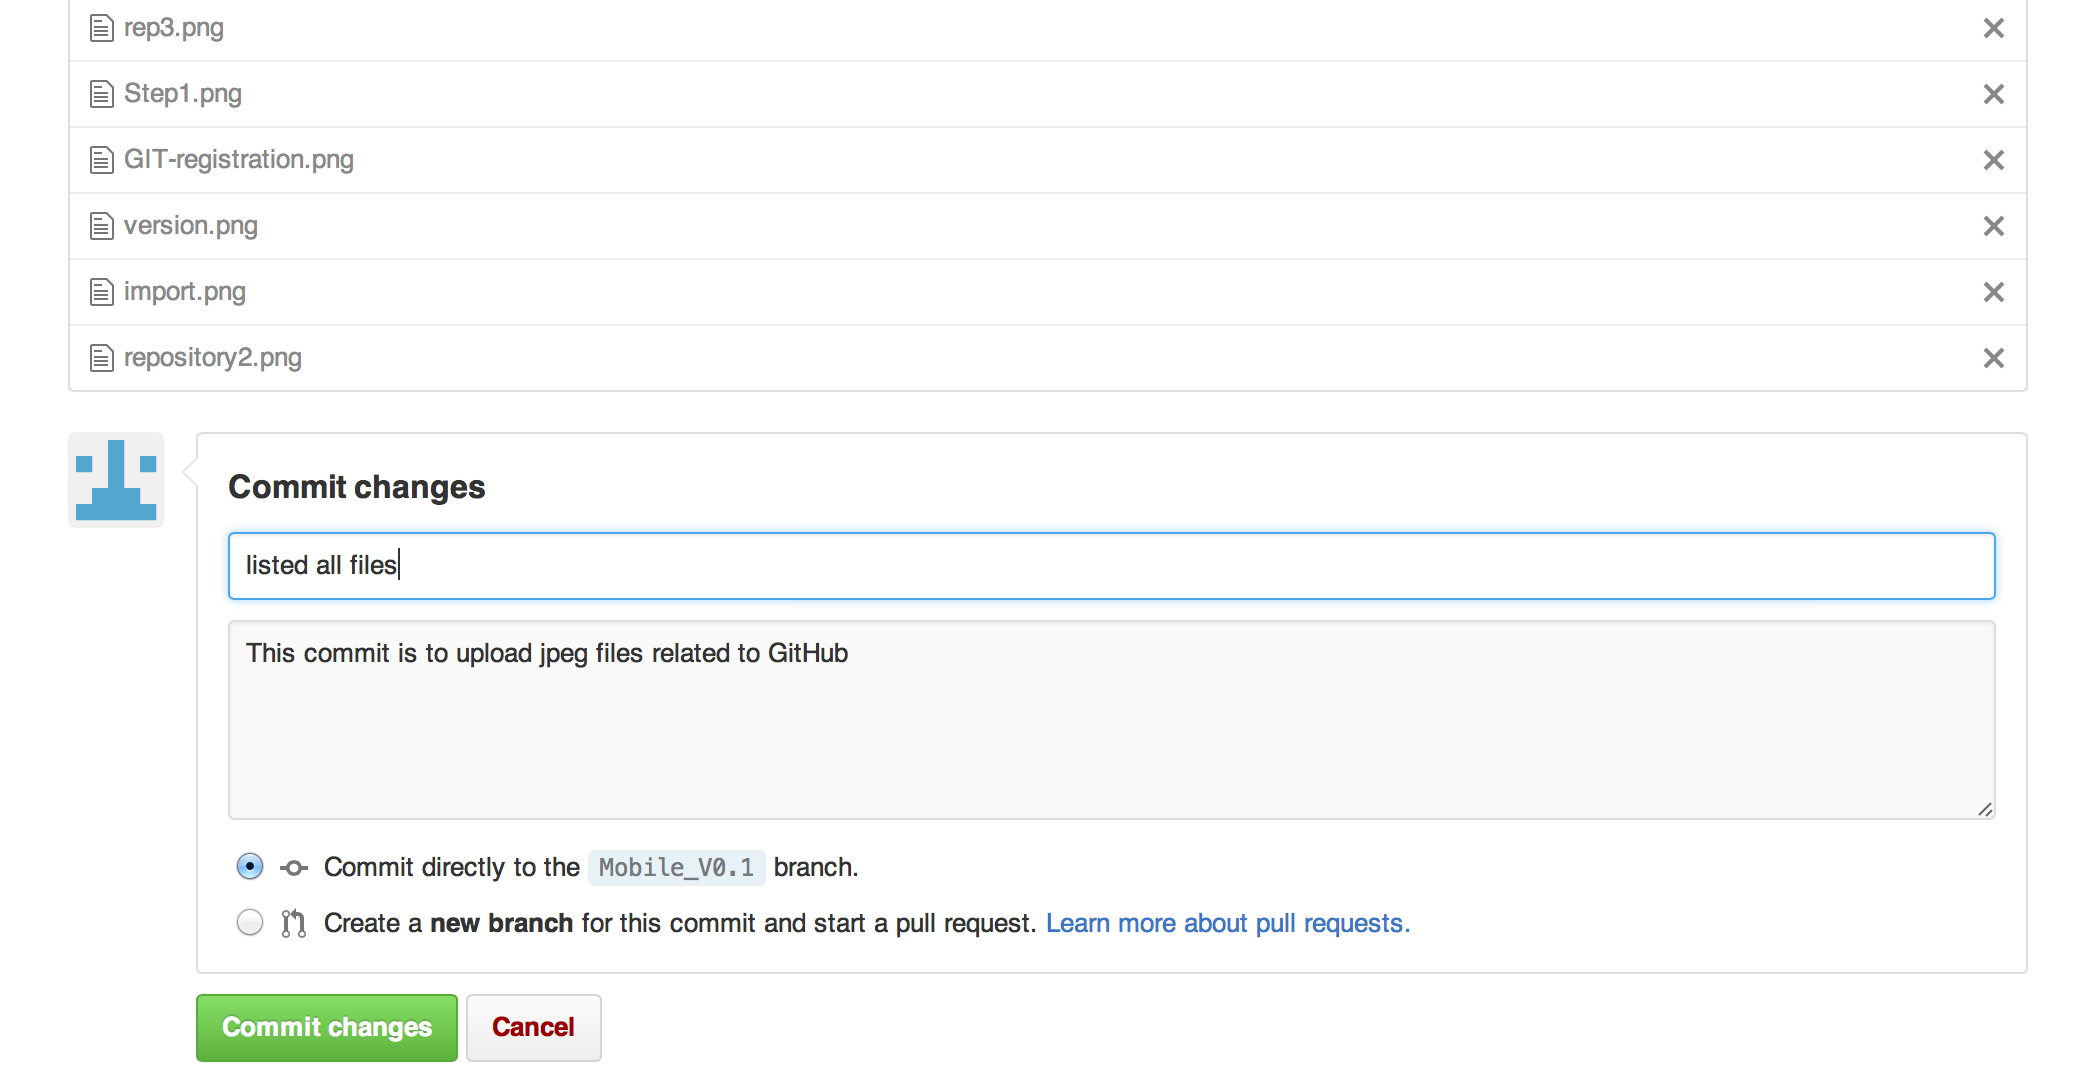 rep3.png
Step1.png
GIT-registration.png
version.png
import.png
repository2.png
Commit changes
listed all files
This commit is to upload jpeg files related to GitHub
Commit directly to the Mobile_V0.1 branch.
Create a new branch for this commit and start a pull request. Learn more about pull requests.
Commit changes Cancel